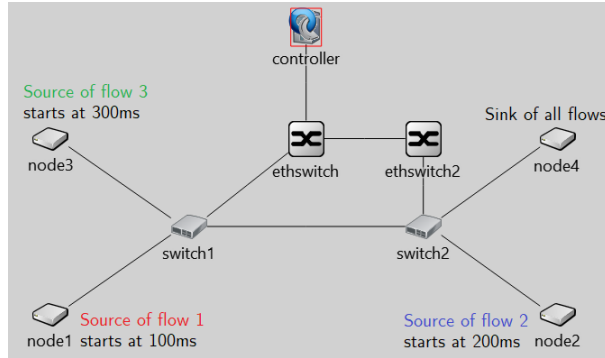 controller
Source of flow 3
starts at 300ms
node3
Sink of all flows
node4
ethswitch
ethswitch2
switch1
switch2
node1
Source of flow 1
starts at 100ms
Source of flow 2
starts at 200ms
node2